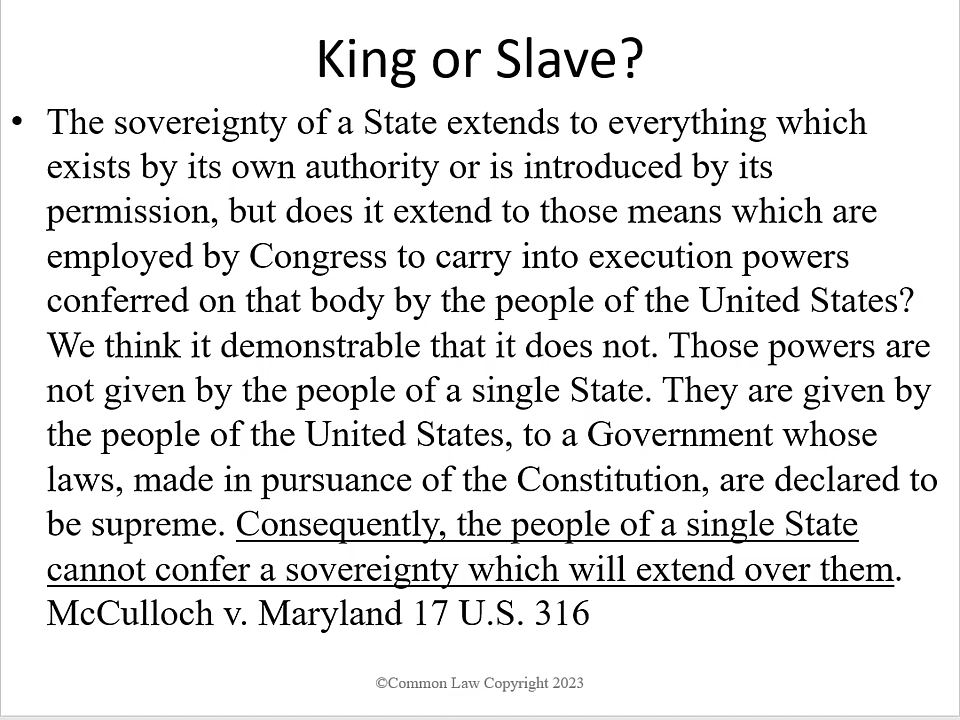 King or Slave?
• The sovereignty of a State extends to everything which
exists by its own authority or is introduced by its
permission, but does it extend to those means which are
employed by Congress to carry into execution powers
conferred on that body by the people of the United States?
We think it demonstrable that it does not. Those powers are
not given by the people of a single State. They are given by
the people of the United States, to a Government whose
laws, made in pursuance of the Constitution, are declared to
be supreme. Consequently, the people of a single State
cannot confer a sovereignty which will extend over them.
McCulloch v. Maryland 17 U.S. 316
©Common Law Copyright 2023